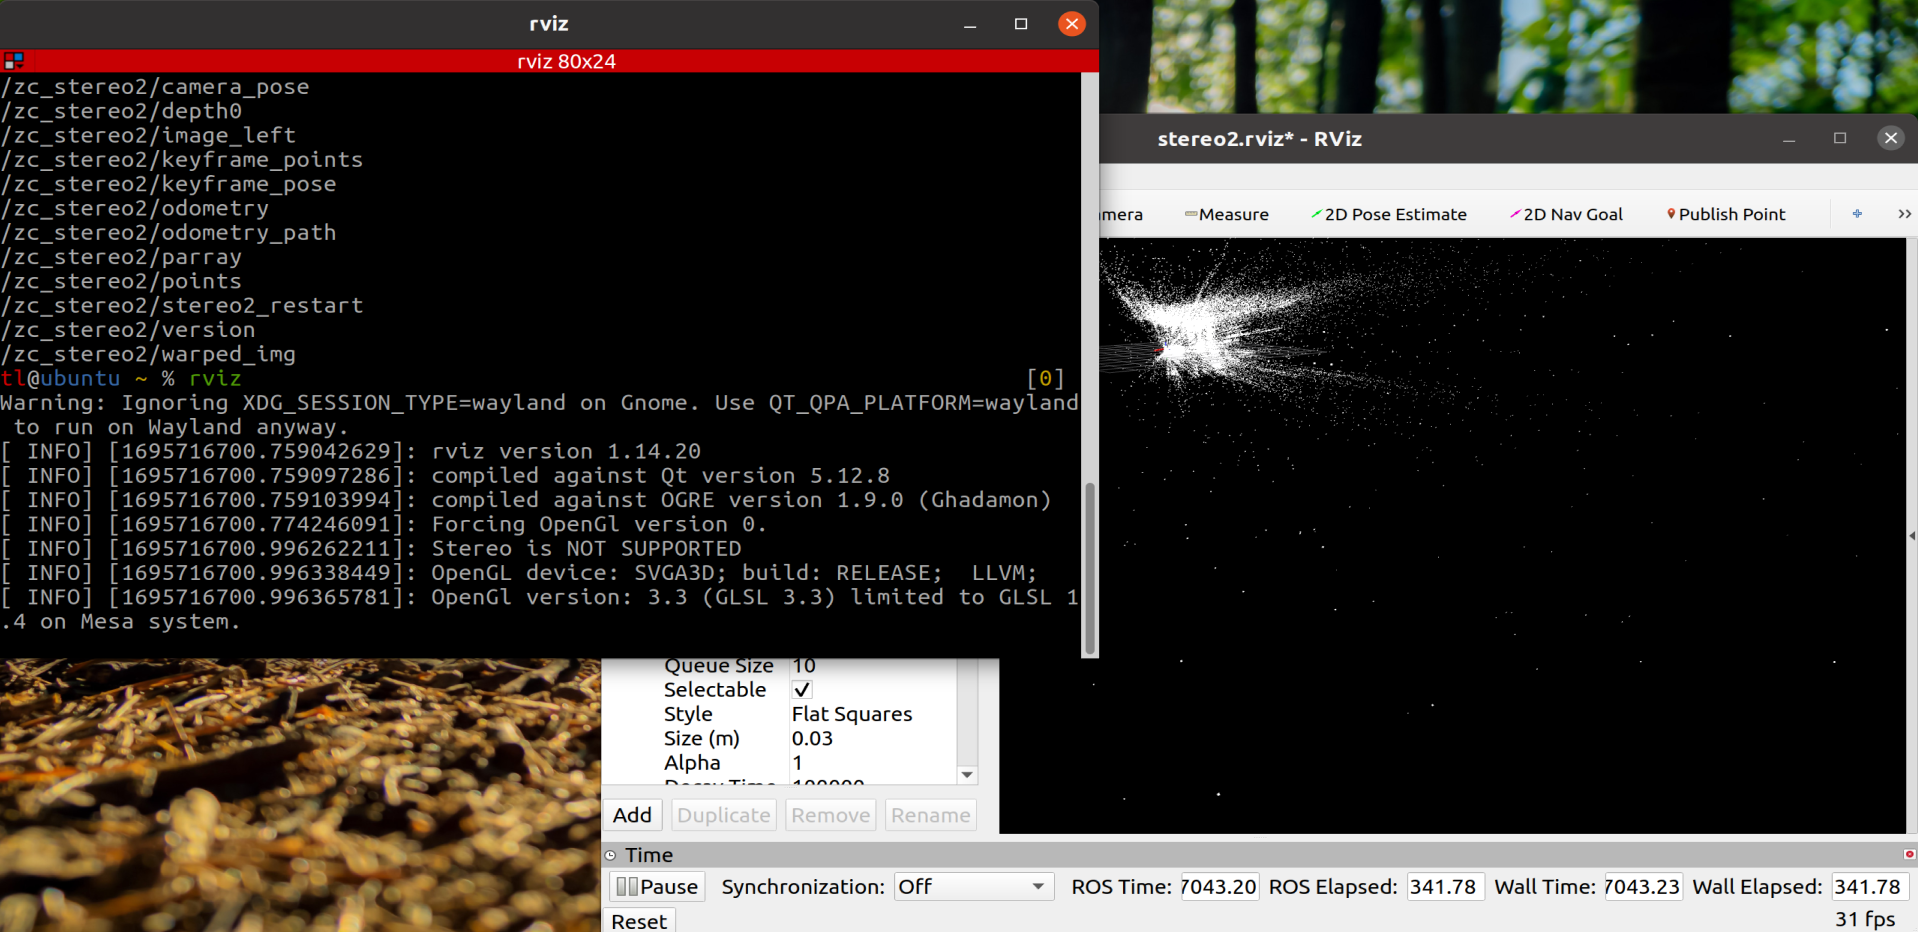 rviz
rviz 80x24
/zc_stereo2/camera_pose
/zc_stereo2/depth0
/zc_stereo2/image_left
/zc_stereo2/keyframe_points
/zc_stereo2/keyframe_pose
/zc_stereo2/odometry
/zc_stereo2/odometry_path
/zc_stereo2/parray
/zc_stereo2/points
/zc_stereo2/stereo2_restart
/zc_stereo2/version
/zc_stereo2/warped_img
tl@ubuntu ~ % rviz [0]
Warning: Ignoring XDG_SESSION_TYPE=wayland on Gnome. Use QT_QPA_PLATFORM=wayland
to run on Wayland anyway.
[ INFO] [1695716700.759042629]: rviz version 1.14.20
[ INFO] [1695716700.759097286]: compiled against Qt version 5.12.8
[ INFO] [1695716700.759103994]: compiled against OGRE version 1.9.0 (Ghadamon)
[ INFO] [1695716700.774246091]: Forcing OpenGl version 0.
[ INFO] [1695716700.996262211]: Stereo is NOT SUPPORTED
[ INFO] [1695716700.996338449]: OpenGL device: SVGA3D; build: RELEASE;  LLVM;
[ INFO] [1695716700.996365781]: OpenGl version: 3.3 (GLSL 3.3) limited to GLSL 1
.4 on Mesa system.
stereo2.rviz* - RViz
mera Measure 2D Pose Estimate 2D Nav Goal Publish Point
Queue Size 10
Selectable
Style Flat Squares
Size (m) 0.03
Alpha 1
Decay Time 100000
Add Duplicate Remove Rename
Time
Pause Synchronization: Off ROS Time: 7043.20 ROS Elapsed: 341.78 Wall Time: 7043.23 Wall Elapsed: 341.78
Reset 31 fps